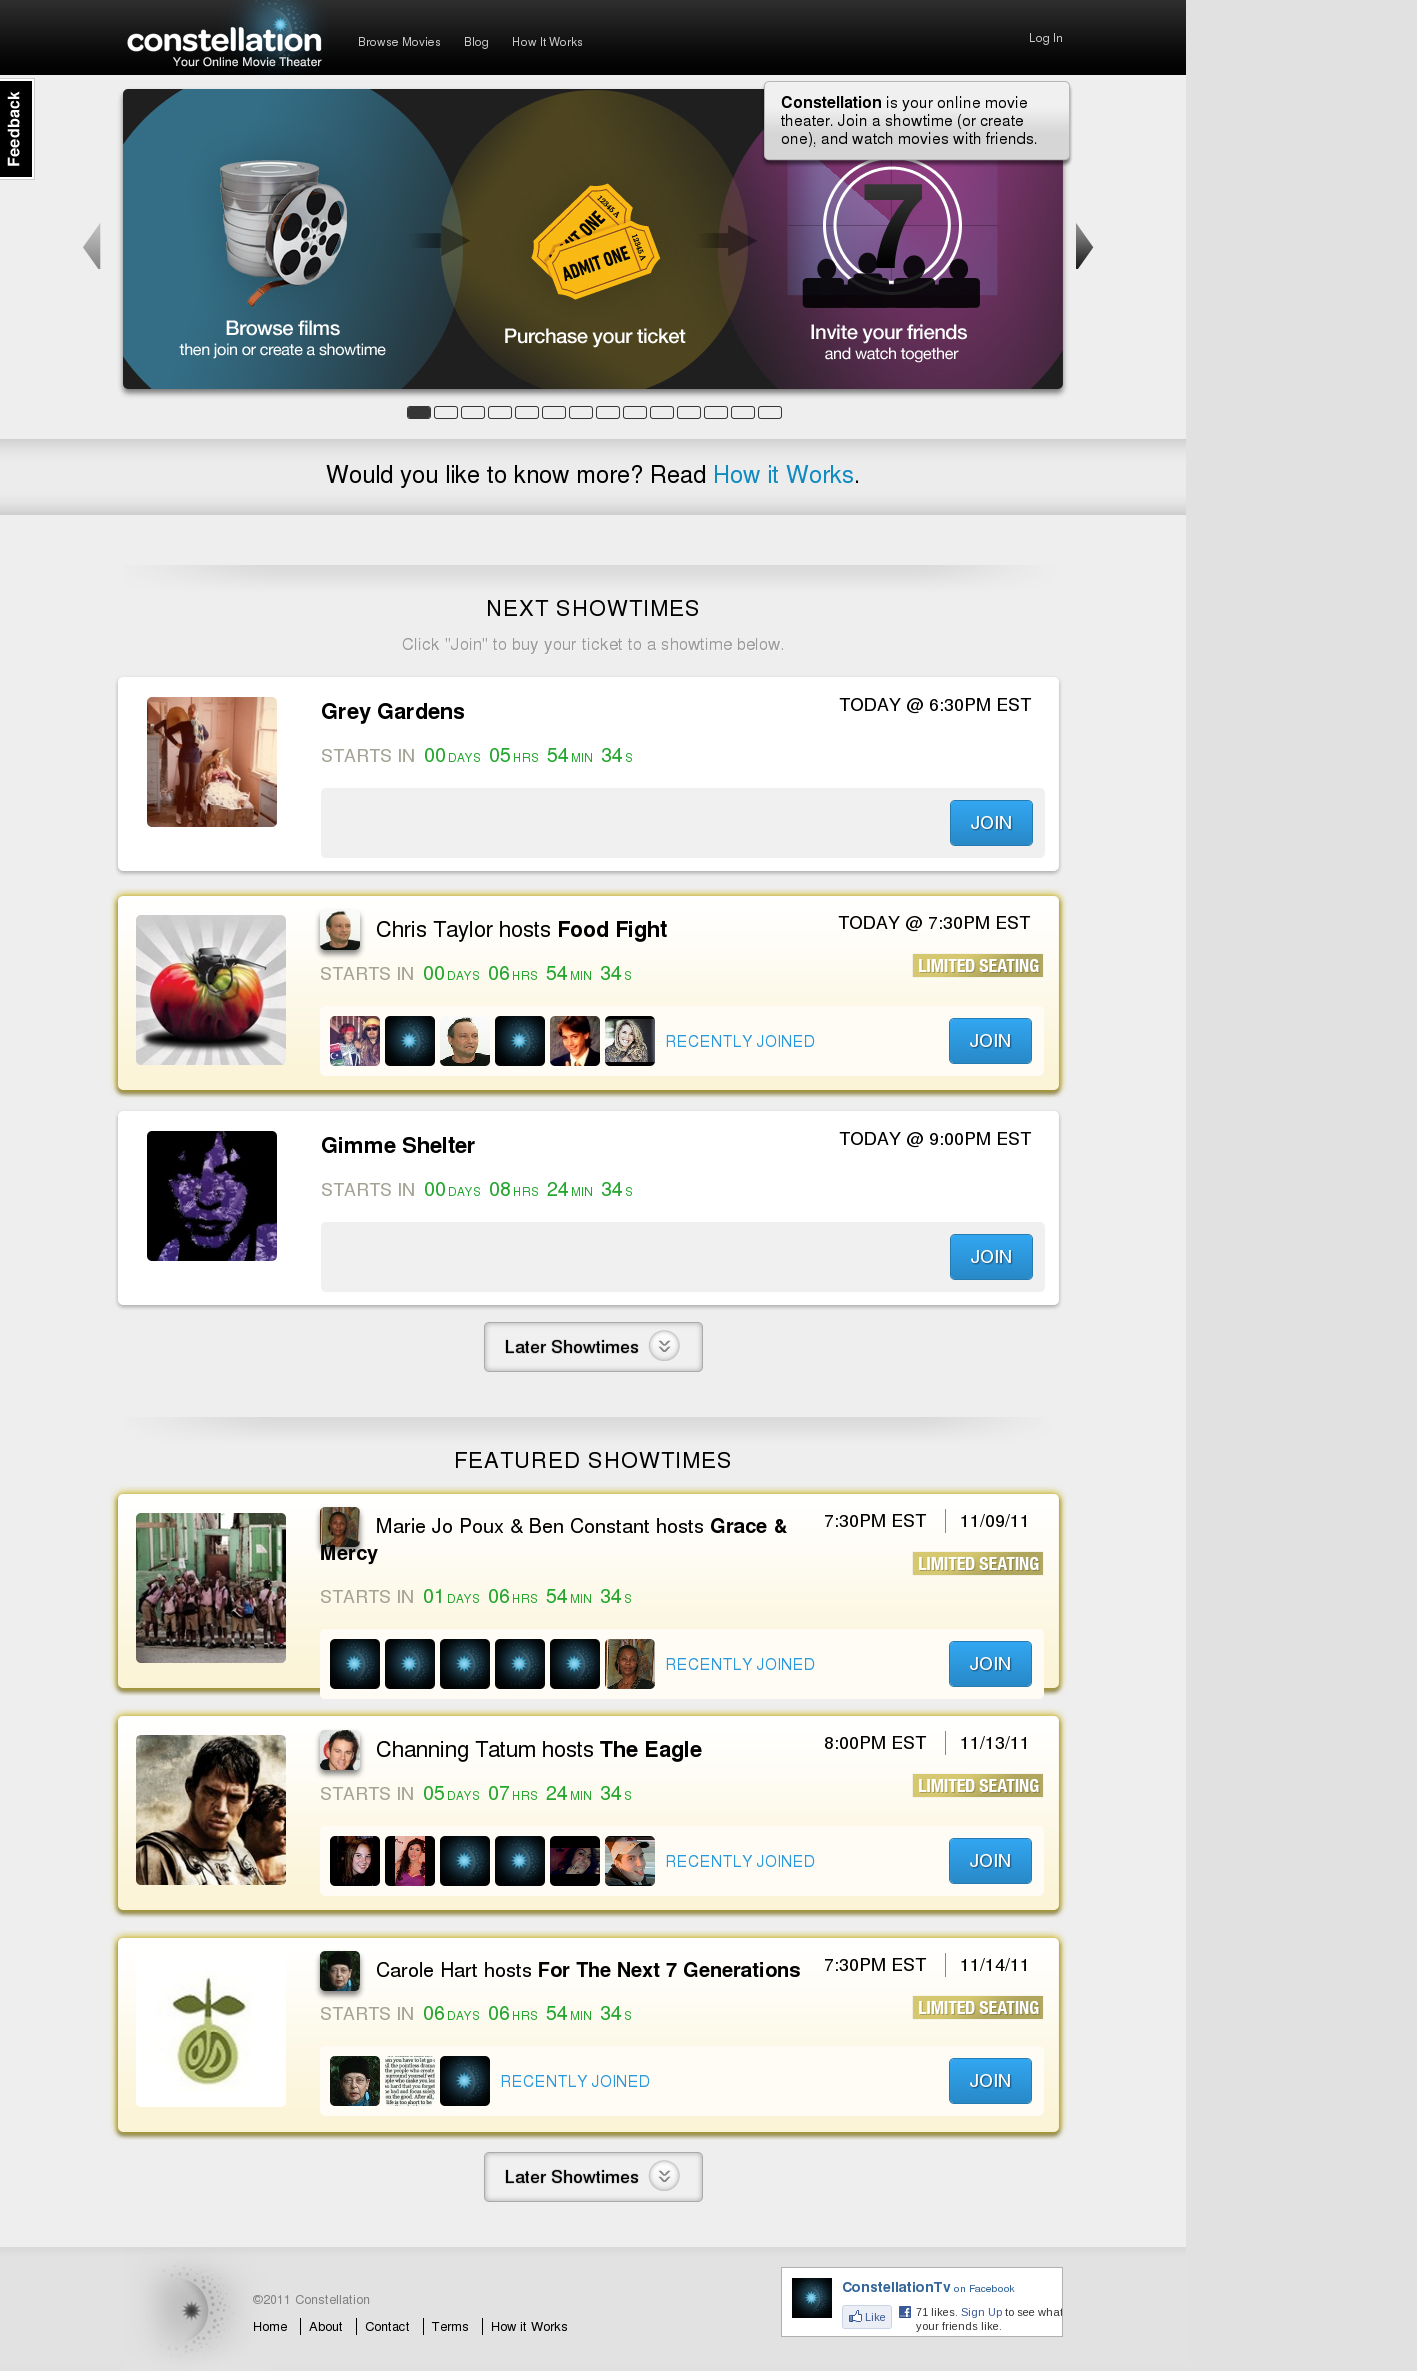 constellation
Your Online Movie Theater
Browse Movies
Blog
How It Works
Log In
Feedback
Constellation is your online movie
theater. Join a showtime (or create
one), and watch movies with friends.
12345 A
ADMIT ONE
12345 A
7
Browse films
then join or create a showtime
Purchase your ticket
Invite your friends
and watch together
Would you like to know more? Read How it Works.
NEXT SHOWTIMES
Click "Join" to buy your ticket to a showtime below.
Grey Gardens
TODAY @ 6:30PM EST
STARTS IN 00 DAYS 05 HRS 54 MIN 34 S
JOIN
Chris Taylor hosts Food Fight
TODAY @ 7:30PM EST
STARTS IN 00 DAYS 06 HRS 54 MIN 34 S
LIMITED SEATING
RECENTLY JOINED
JOIN
Gimme Shelter
TODAY @ 9:00PM EST
STARTS IN 00 DAYS 08 HRS 24 MIN 34 S
JOIN
Later Showtimes
FEATURED SHOWTIMES
Marie Jo Poux & Ben Constant hosts Grace &
Mercy
7:30PM EST 11/09/11
LIMITED SEATING
STARTS IN 01 DAYS 06 HRS 54 MIN 34 S
RECENTLY JOINED
JOIN
Channing Tatum hosts The Eagle
8:00PM EST 11/13/11
LIMITED SEATING
STARTS IN 05 DAYS 07 HRS 24 MIN 34 S
RECENTLY JOINED
JOIN
Carole Hart hosts For The Next 7 Generations
7:30PM EST 11/14/11
LIMITED SEATING
STARTS IN 06 DAYS 06 HRS 54 MIN 34 S
RECENTLY JOINED
JOIN
Later Showtimes
©2011 Constellation
Home
About
Contact
Terms
How it Works
ConstellationTv on Facebook
Like
71 likes. Sign Up to see what
your friends like.